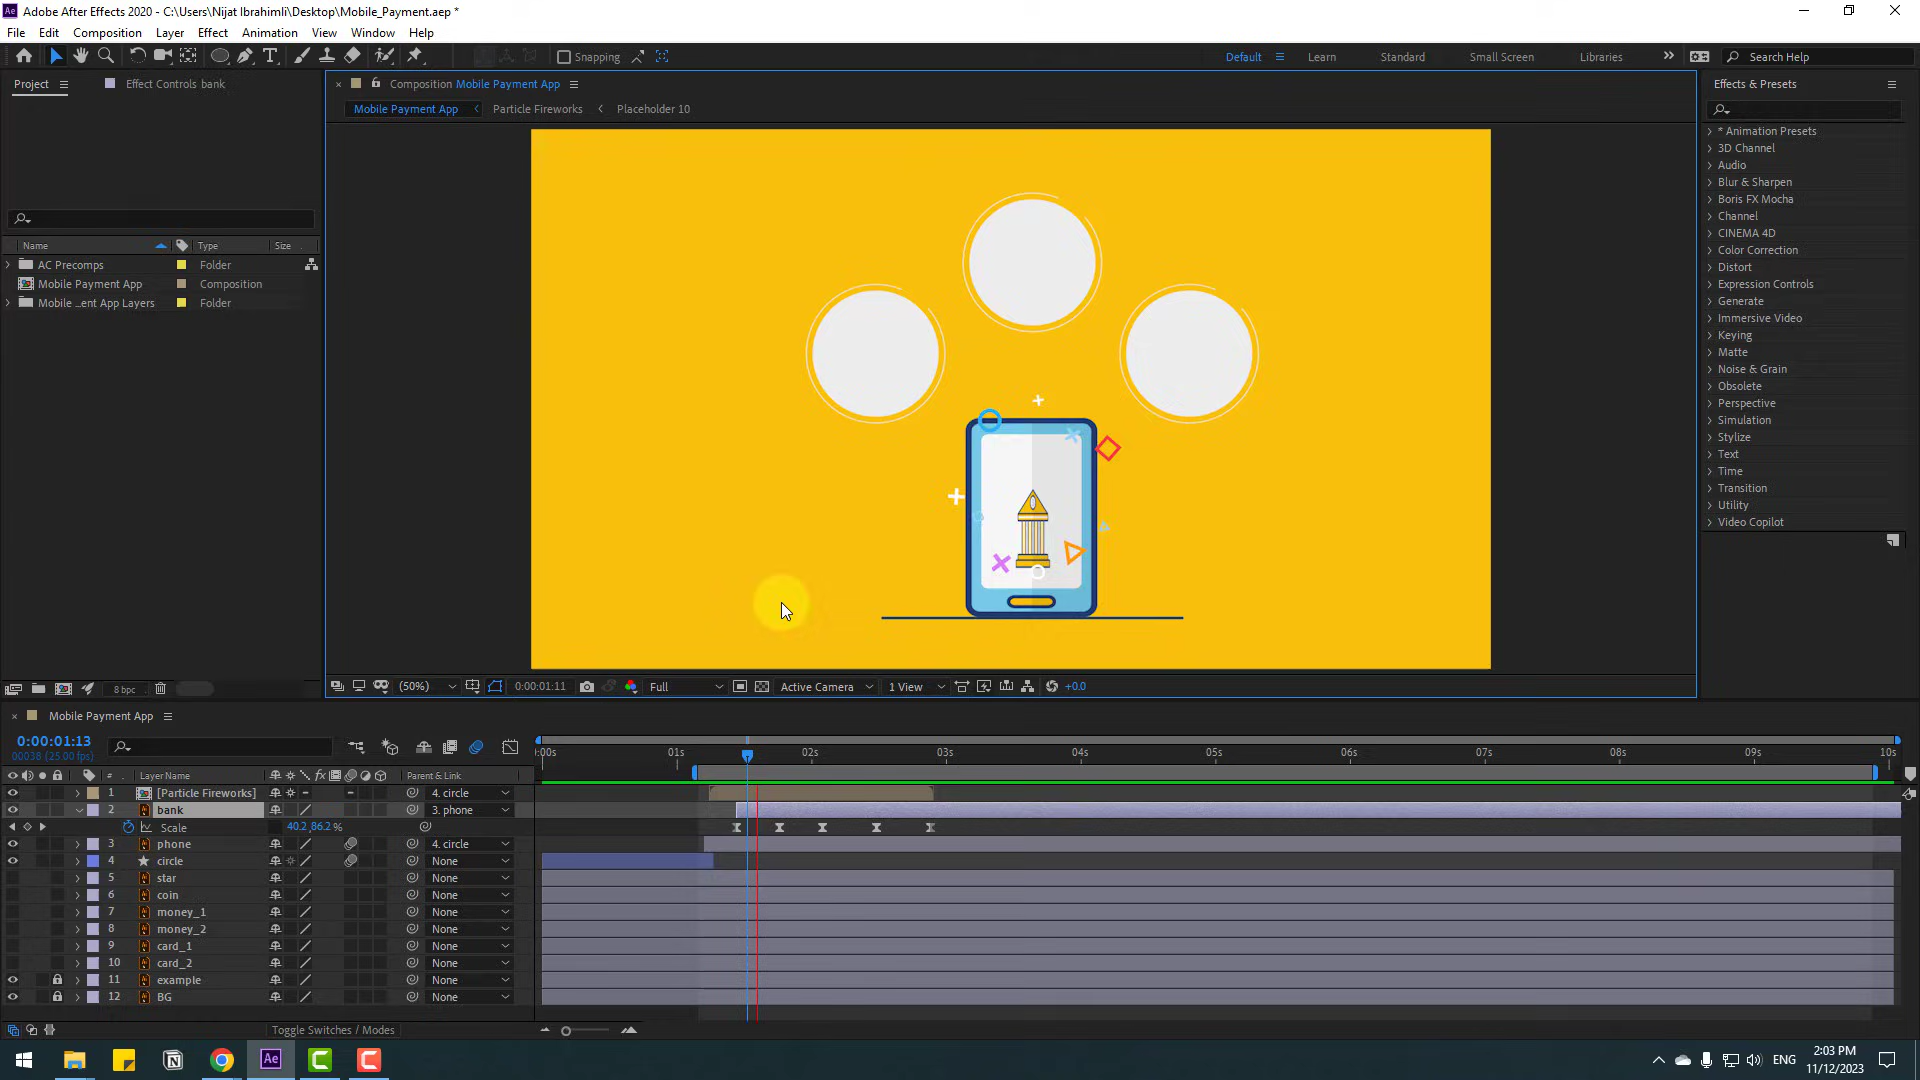 Adobe After Effects 2020 - C:\Users\Nijat Ibrahimli\Desktop\Mobile_Payment.aep *
File Edit Composition Layer Effect Animation View Window Help
Snapping
Default Learn Standard Small Screen Libraries Search Help
Project Effect Controls bank
Composition Mobile Payment App
Effects & Presets
Mobile Payment App Particle Fireworks Placeholder 10
Name Type Size
AC Precomps Folder
Mobile Payment App Composition
Mobile ...ent App Layers Folder
* Animation Presets
3D Channel
Audio
Blur & Sharpen
Boris FX Mocha
Channel
CINEMA 4D
Color Correction
Distort
Expression Controls
Generate
Immersive Video
Keying
Matte
Noise & Grain
Obsolete
Perspective
Simulation
Stylize
Text
Time
Transition
Utility
Video Copilot
8 bpc
(50%) 0:00:01:11 Full Active Camera 1 View +0.0
Mobile Payment App
0:00:01:13
00038 (25.00 fps)
:00s 01s 02s 03s 04s 05s 06s 07s 08s 09s 10s
# Layer Name Parent & Link
1 [Particle Fireworks] 4. circle
2 bank 3. phone
Scale 40.2,86.2%
3 phone 4. circle
4 circle None
5 star None
6 coin None
7 money_1 None
8 money_2 None
9 card_1 None
10 card_2 None
11 example None
12 BG None
Toggle Switches / Modes
ENG
2:03 PM
11/12/2023